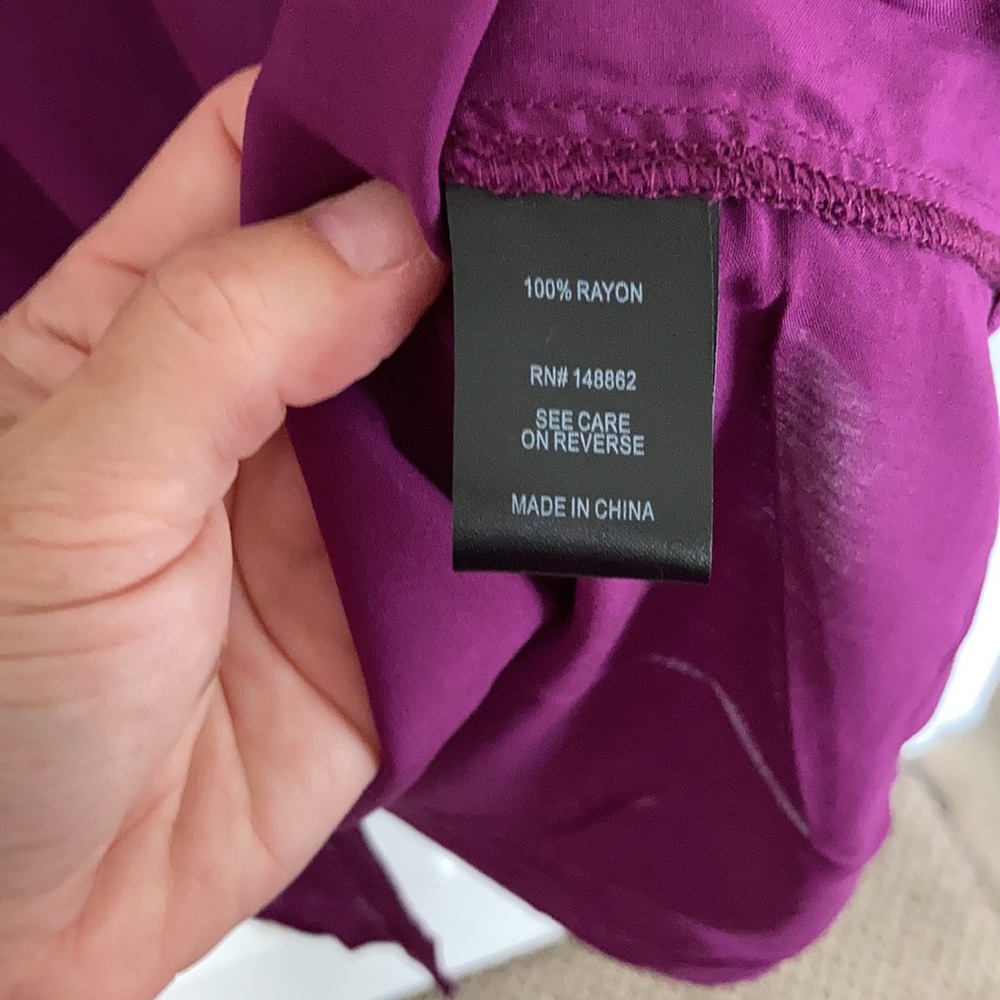 100% RAYON
RN# 148862
SEE CARE
ON REVERSE
MADE IN CHINA